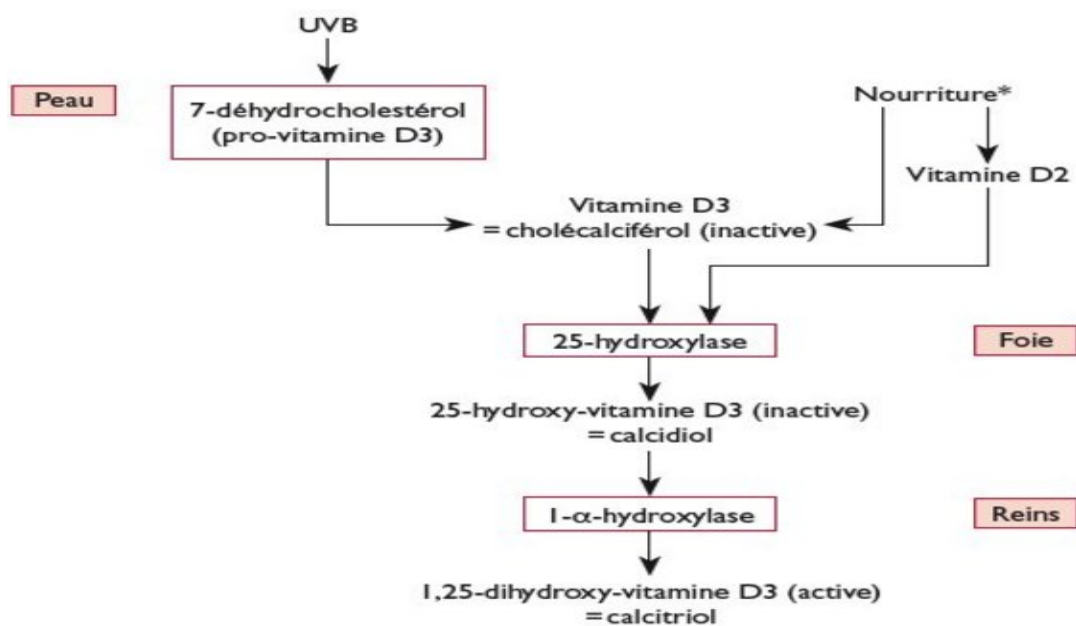 UVB
Peau
7-déhydrocholestérol
(pro-vitamine D3)
Nourriture*
Vitamine D2
Vitamine D3
= cholécalciférol (inactive)
25-hydroxylase
Foie
25-hydroxy-vitamine D3 (inactive)
= calcidiol
1-α-hydroxylase
Reins
1,25-dihydroxy-vitamine D3 (active)
= calcitriol